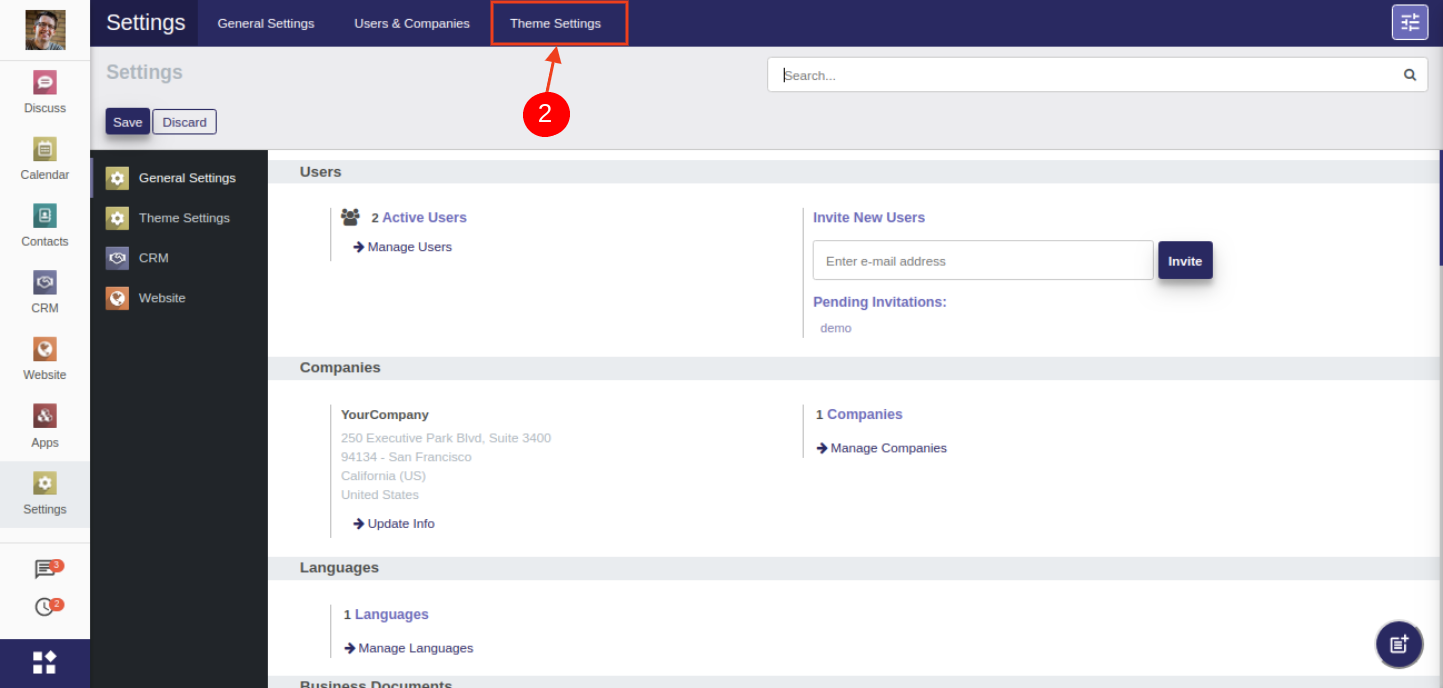 Settings
General Settings
Users & Companies
Theme Settings
Discuss
Calendar
Contacts
CRM
Website
Apps
Settings
3
2
Settings
Search...
2
Save
Discard
General Settings
Theme Settings
CRM
Website
Users
2 Active Users
Manage Users
Invite New Users
Enter e-mail address
Invite
Pending Invitations:
demo
Companies
YourCompany
250 Executive Park Blvd, Suite 3400
94134 - San Francisco
California (US)
United States
Update Info
1 Companies
Manage Companies
Languages
1 Languages
Manage Languages
Business Documents